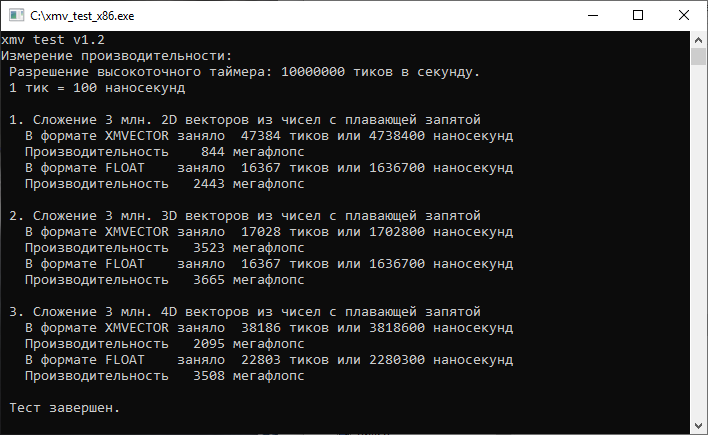 C:\xmv_test_x86.exe
xmv test v1.2
Измерение производительности:
Разрешение высокоточного таймера: 10000000 тиков в секунду.
1 тик = 100 наносекунд
1. Сложение 3 млн. 2D векторов из чисел с плавающей запятой
В формате XMVECTOR заняло 47384 тиков или 4738400 наносекунд
Производительность 844 мегафлопс
В формате FLOAT заняло 16367 тиков или 1636700 наносекунд
Производительность 2443 мегафлопс
2. Сложение 3 млн. 3D векторов из чисел с плавающей запятой
В формате XMVECTOR заняло 17028 тиков или 1702800 наносекунд
Производительность 3523 мегафлопс
В формате FLOAT заняло 16367 тиков или 1636700 наносекунд
Производительность 3665 мегафлопс
3. Сложение 3 млн. 4D векторов из чисел с плавающей запятой
В формате XMVECTOR заняло 38186 тиков или 3818600 наносекунд
Производительность 2095 мегафлопс
В формате FLOAT заняло 22803 тиков или 2280300 наносекунд
Производительность 3508 мегафлопс
Тест завершен.